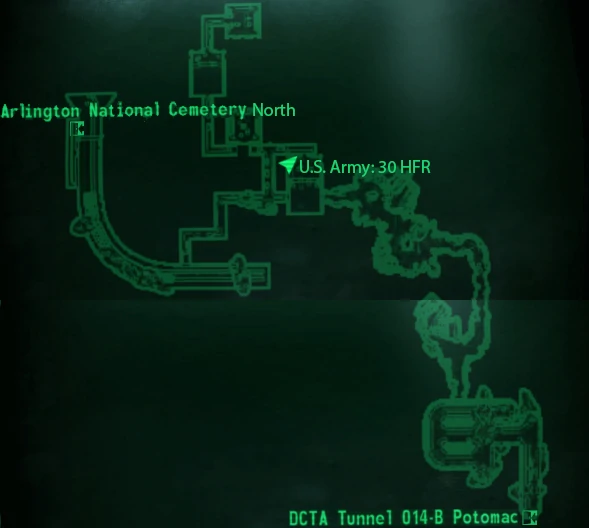 Arlington National Cemetery North
U.S. Army: 30 HFR
DCTA Tunnel 014-B Potomac